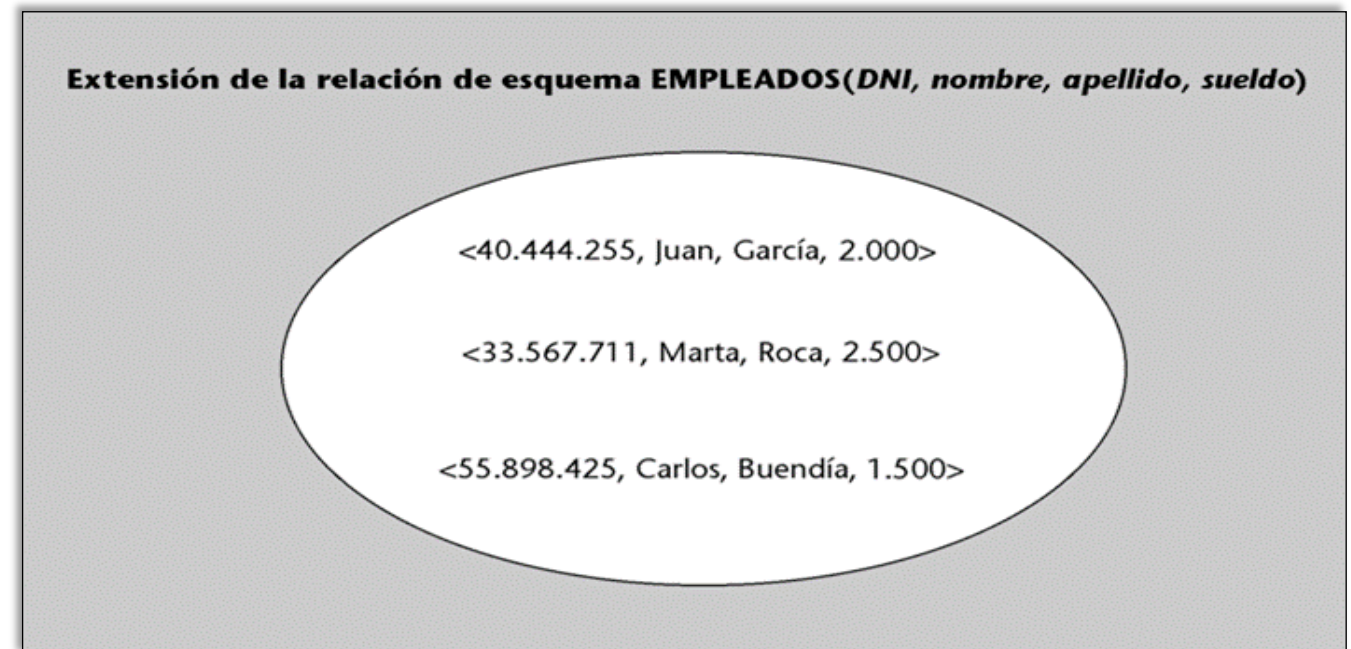 Extensión de la relación de esquema EMPLEADOS(DNI, nombre, apellido, sueldo)
<40.444.255, Juan, García, 2.000>
<33.567.711, Marta, Roca, 2.500>
<55.898.425, Carlos, Buendía, 1.500>